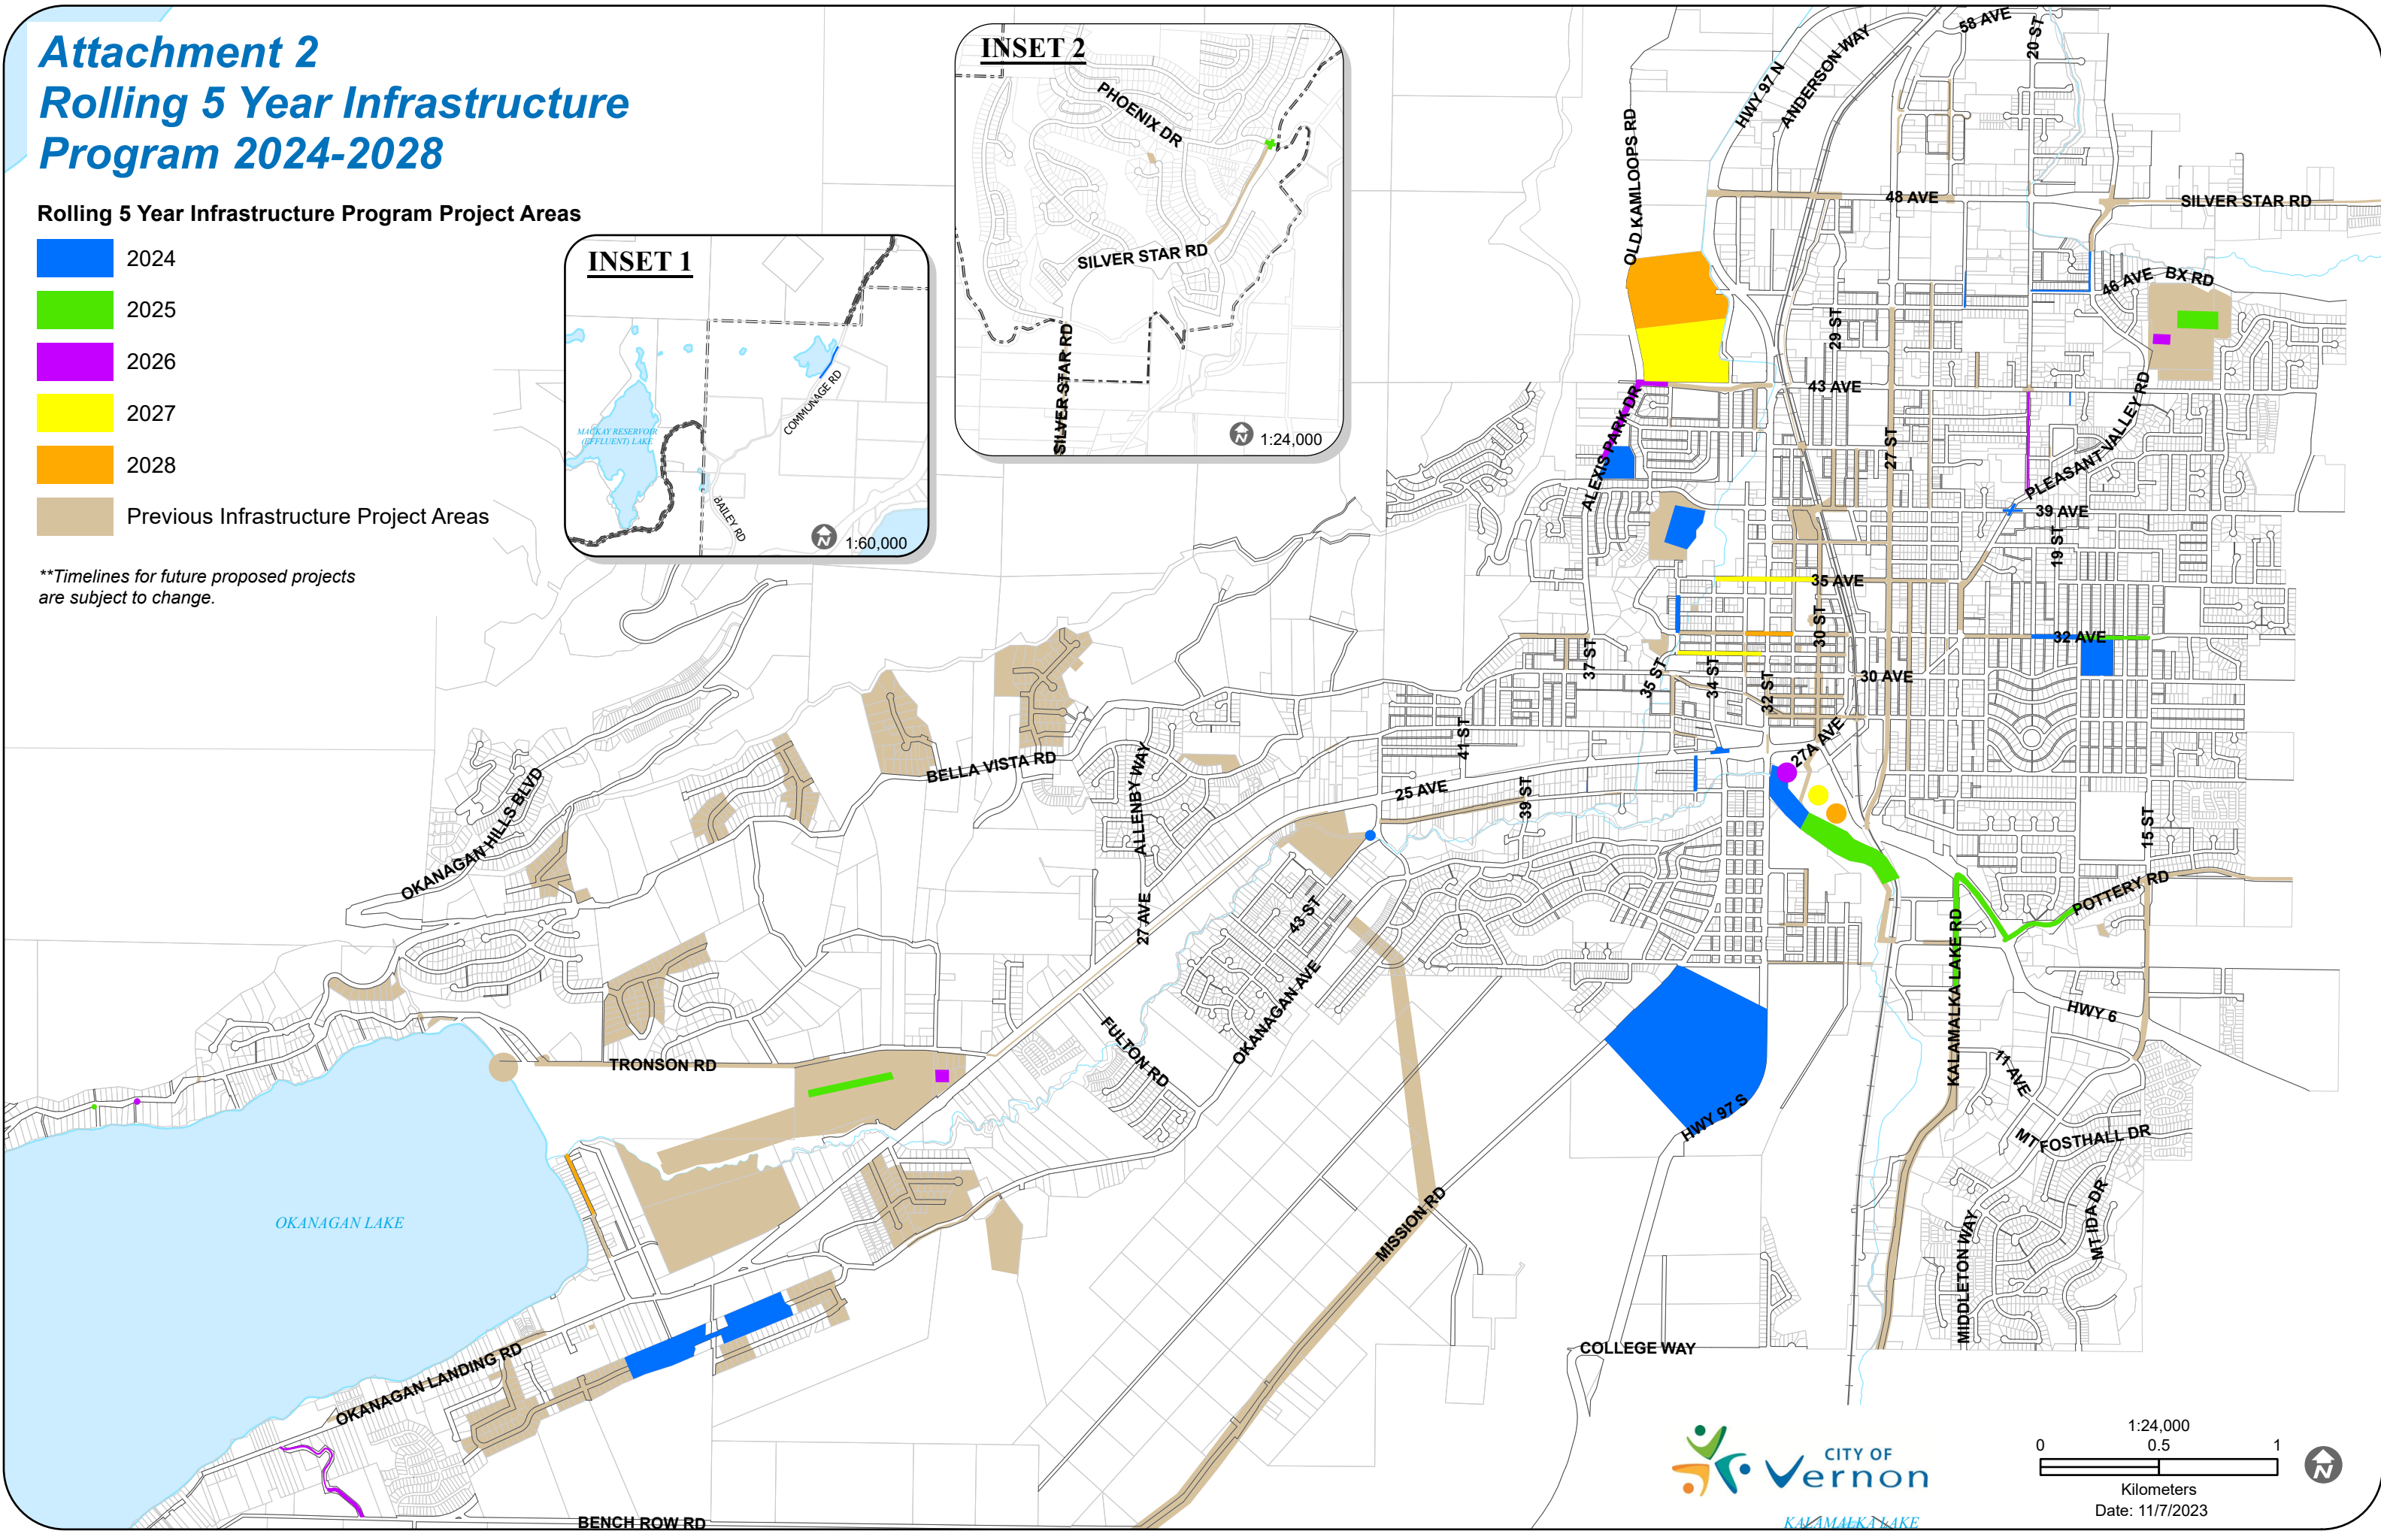 Attachment 2
Rolling 5 Year Infrastructure
Program 2024-2028
Rolling 5 Year Infrastructure Program Project Areas
2024
2025
2026
2027
2028
Previous Infrastructure Project Areas
**Timelines for future proposed projects
are subject to change.
INSET 1
MACKAY RESERVOIR
(EFFLUENT) LAKE
COMMUNAGE RD
BAILEY RD
1:60,000
INSET 2
PHOENIX DR
SILVER STAR RD
SILVER STAR RD
1:24,000
58 AVE
20 ST
HWY 97 N
ANDERSON WAY
OLD KAMLOOPS RD
48 AVE
SILVER STAR RD
46 AVE
BX RD
29 ST
43 AVE
ALEXIS PARK DR
27 ST
PLEASANT VALLEY RD
39 AVE
19 ST
35 AVE
30 ST
32 AVE
37 ST
35 ST
34 ST
32 ST
30 AVE
27A AVE
41 ST
25 AVE
39 ST
BELLA VISTA RD
ALLENBY WAY
OKANAGAN HILLS BLVD
15 ST
POTTERY RD
27 AVE
43 ST
OKANAGAN AVE
KALAMALKA LAKE RD
HWY 6
FULTON RD
TRONSON RD
11 AVE
HWY 97 S
MT FOSTHALL DR
MT IDA DR
MIDDLETON WAY
MISSION RD
OKANAGAN LAKE
COLLEGE WAY
OKANAGAN LANDING RD
BENCH ROW RD
CITY OF
Vernon
KALAMALKA LAKE
1:24,000
0 0.5 1
Kilometers
Date: 11/7/2023